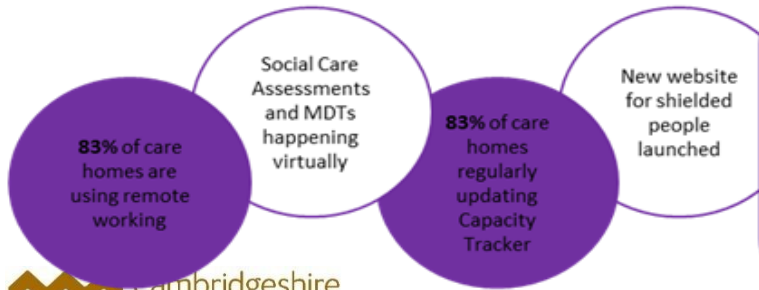 83% of care
homes are
using remote
working
Social Care
Assessments
and MDTs
happening
virtually
83% of care
homes
regularly
updating
Capacity
Tracker
New website
for shielded
people
launched
Cambridgeshire